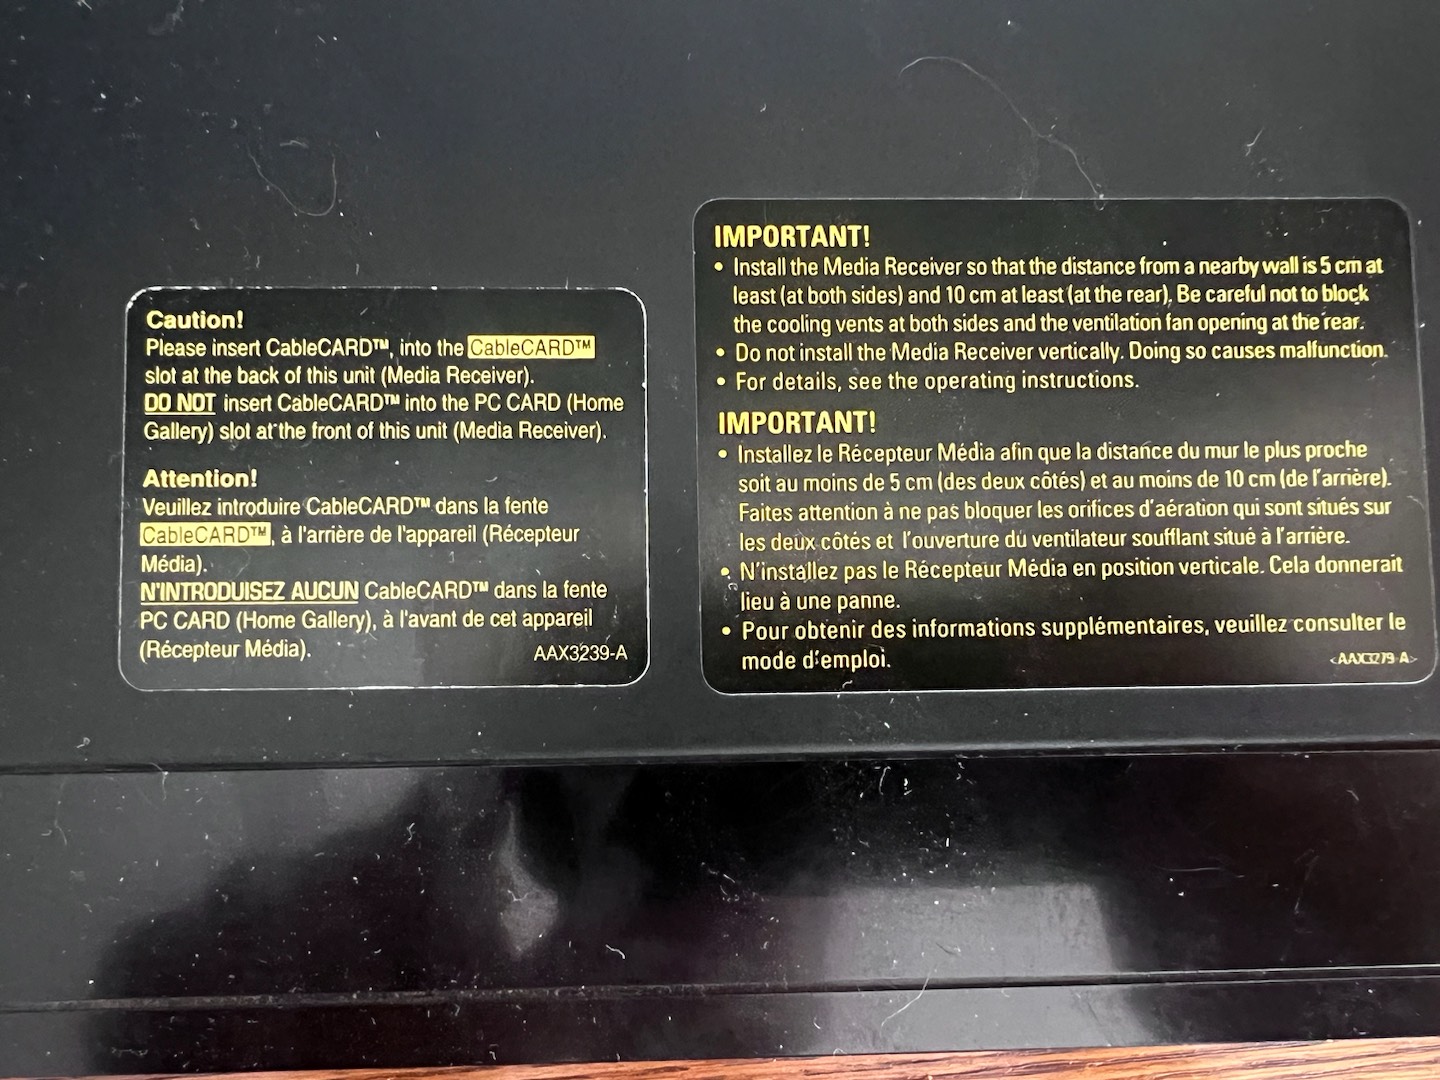 Caution!
Please insert CableCARD™, into the CableCARD™
slot at the back of this unit (Media Receiver).
DO NOT insert CableCARD™ into the PC CARD (Home
Gallery) slot at the front of this unit (Media Receiver).
Attention!
Veuillez introduire CableCARD™ dans la fente
CableCARD™, à l'arrière de l'appareil (Récepteur
Média).
N'INTRODUISEZ AUCUN CableCARD™ dans la fente
PC CARD (Home Gallery), à l'avant de cet appareil
(Récepteur Média).
AAX3239-A
IMPORTANT!
• Install the Media Receiver so that the distance from a nearby wall is 5 cm at
least (at both sides) and 10 cm at least (at the rear). Be careful not to block
the cooling vents at both sides and the ventilation fan opening at the rear.
• Do not install the Media Receiver vertically. Doing so causes malfunction.
• For details, see the operating instructions.
IMPORTANT!
• Installez le Récepteur Média afin que la distance du mur le plus proche
soit au moins de 5 cm (des deux côtés) et au moins de 10 cm (de l'arrière).
Faites attention à ne pas bloquer les orifices d'aération qui sont situés sur
les deux côtés et l'ouverture du ventilateur soufflant situé à l'arrière.
• N'installez pas le Récepteur Média en position verticale. Cela donnerait
lieu à une panne.
• Pour obtenir des informations supplémentaires, veuillez consulter le
mode d'emploi.
<AAX3279-A>